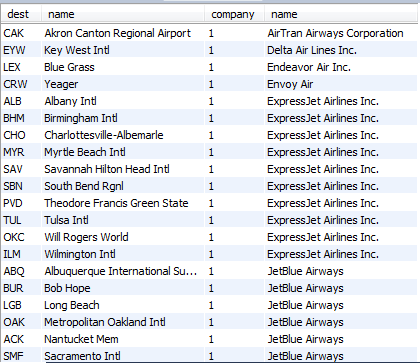 dest name company name
CAK Akron Canton Regional Airport 1 AirTran Airways Corporation
EYW Key West Intl 1 Delta Air Lines Inc.
LEX Blue Grass 1 Endeavor Air Inc.
CRW Yeager 1 Envoy Air
ALB Albany Intl 1 ExpressJet Airlines Inc.
BHM Birmingham Intl 1 ExpressJet Airlines Inc.
CHO Charlottesville-Albemarle 1 ExpressJet Airlines Inc.
MYR Myrtle Beach Intl 1 ExpressJet Airlines Inc.
SAV Savannah Hilton Head Intl 1 ExpressJet Airlines Inc.
SBN South Bend Rgnl 1 ExpressJet Airlines Inc.
PVD Theodore Francis Green State 1 ExpressJet Airlines Inc.
TUL Tulsa Intl 1 ExpressJet Airlines Inc.
OKC Will Rogers World 1 ExpressJet Airlines Inc.
ILM Wilmington Intl 1 ExpressJet Airlines Inc.
ABQ Albuquerque International Su... 1 JetBlue Airways
BUR Bob Hope 1 JetBlue Airways
LGB Long Beach 1 JetBlue Airways
OAK Metropolitan Oakland Intl 1 JetBlue Airways
ACK Nantucket Mem 1 JetBlue Airways
SMF Sacramento Intl 1 JetBlue Airways